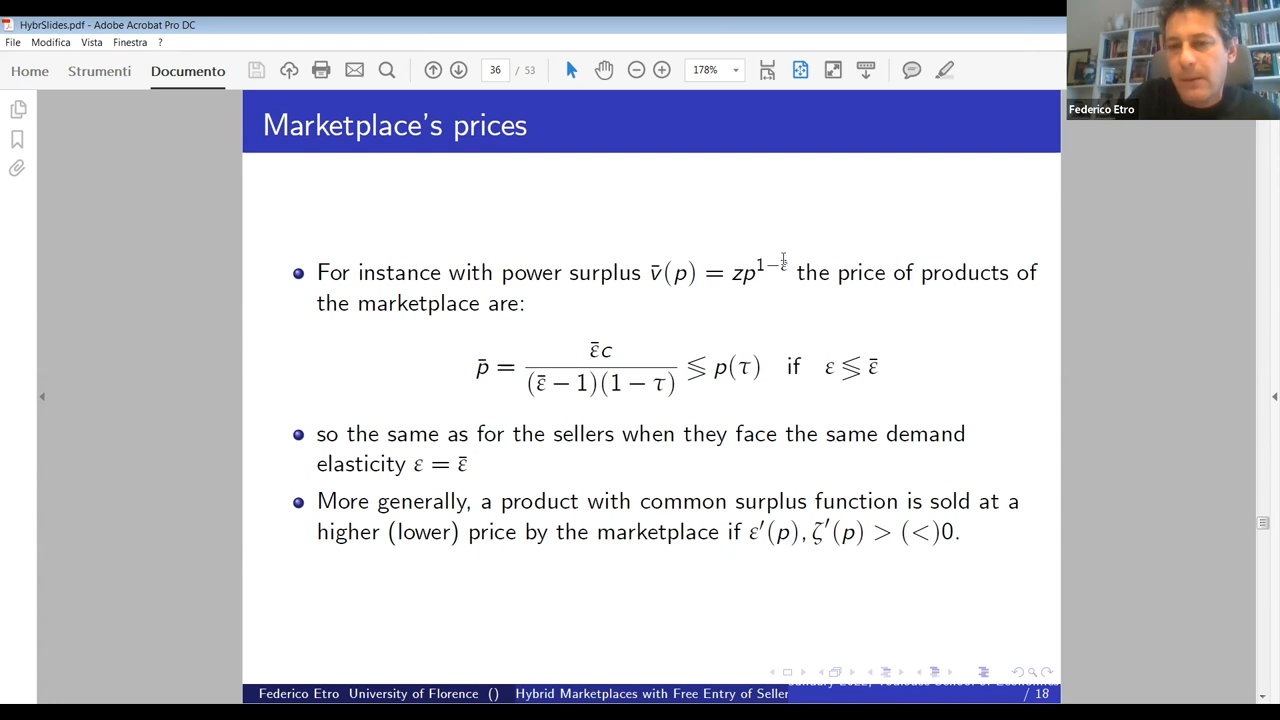 HybrSlides.pdf - Adobe Acrobat Pro DC
File Modifica Vista Finestra ?
Home Strumenti Documento 36 / 53 178%
Federico Etro
Marketplace's prices
For instance with power surplus v̄(p) = zp^{1−ε̄} the price of products of
the marketplace are:
p̄ = ε̄c / ((ε̄ − 1)(1 − τ)) ⪋ p(τ) if ε ⪋ ε̄
so the same as for the sellers when they face the same demand
elasticity ε = ε̄
More generally, a product with common surplus function is sold at a
higher (lower) price by the marketplace if ε′(p), ζ′(p) > (<)0.
Federico Etro University of Florence () Hybrid Marketplaces with Free Entry of Seller
/ 18